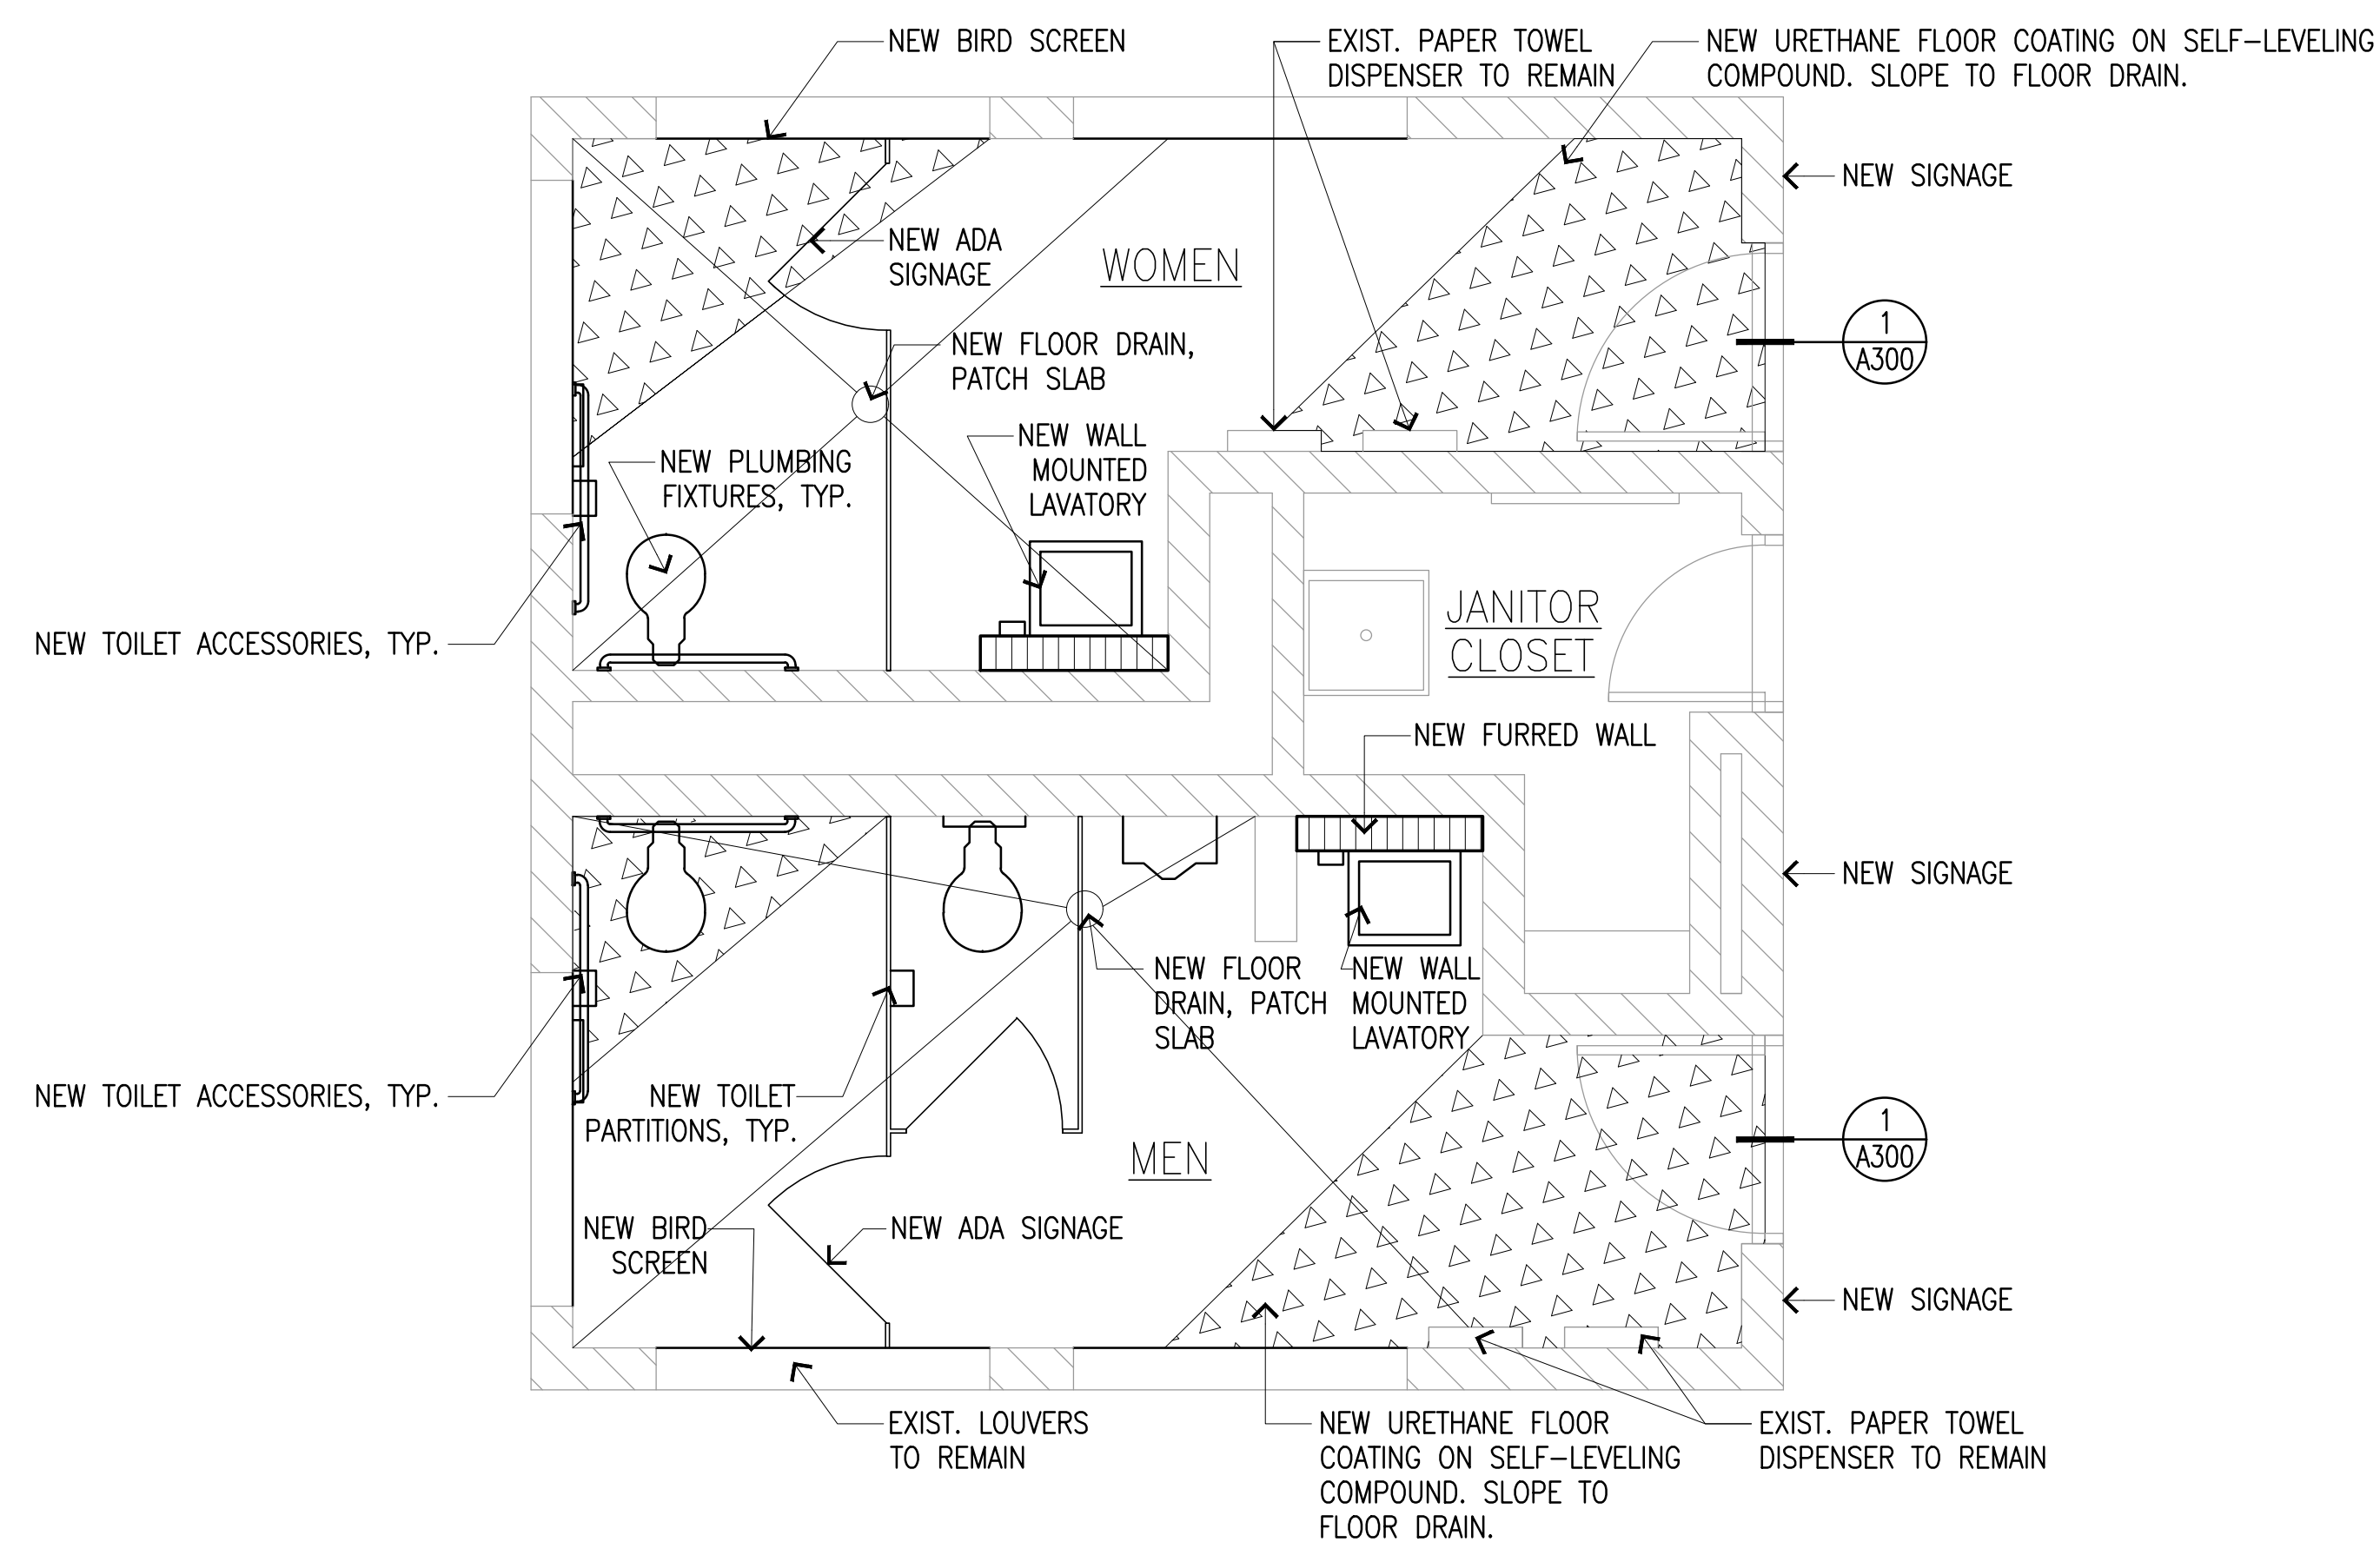 NEW BIRD SCREEN
EXIST. PAPER TOWEL
DISPENSER TO REMAIN
NEW URETHANE FLOOR COATING ON SELF-LEVELING
COMPOUND. SLOPE TO FLOOR DRAIN.
NEW SIGNAGE
NEW ADA
SIGNAGE
WOMEN
1
A300
NEW FLOOR DRAIN,
PATCH SLAB
NEW WALL
MOUNTED
LAVATORY
NEW PLUMBING
FIXTURES, TYP.
NEW TOILET ACCESSORIES, TYP.
JANITOR
CLOSET
NEW FURRED WALL
NEW SIGNAGE
NEW FLOOR
DRAIN, PATCH
SLAB
NEW WALL
MOUNTED
LAVATORY
NEW TOILET ACCESSORIES, TYP.
NEW TOILET
PARTITIONS, TYP.
MEN
1
A300
NEW BIRD
SCREEN
NEW ADA SIGNAGE
NEW SIGNAGE
EXIST. LOUVERS
TO REMAIN
NEW URETHANE FLOOR
COATING ON SELF-LEVELING
COMPOUND. SLOPE TO
FLOOR DRAIN.
EXIST. PAPER TOWEL
DISPENSER TO REMAIN